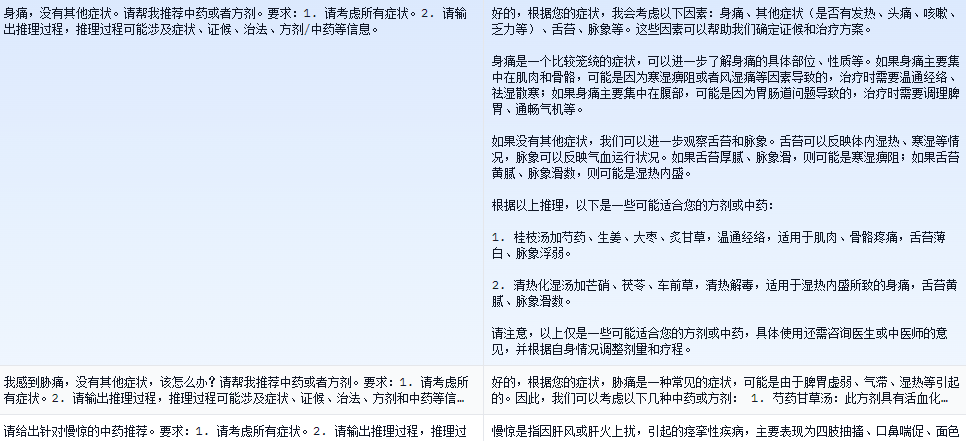 身痛，没有其他症状。请帮我推荐中药或者方剂。要求：1. 请考虑所有症状。2. 请输
出推理过程，推理过程可能涉及症状、证候、治法、方剂/中药等信息。
好的，根据您的症状，我会考虑以下因素：身痛、其他症状（是否有发热、头痛、咳嗽、
乏力等）、舌苔、脉象等。这些因素可以帮助我们确定证候和治疗方案。
身痛是一个比较笼统的症状，可以进一步了解身痛的具体部位、性质等。如果身痛主要集
中在肌肉和骨骼，可能是因为寒湿痹阻或者风湿痛等因素导致的，治疗时需要温通经络、
祛湿散寒；如果身痛主要集中在腹部，可能是因为胃肠道问题导致的，治疗时需要调理脾
胃、通畅气机等。
如果没有其他症状，我们可以进一步观察舌苔和脉象。舌苔可以反映体内湿热、寒湿等情
况，脉象可以反映气血运行状况。如果舌苔厚腻、脉象滑，则可能是寒湿痹阻；如果舌苔
黄腻、脉象滑数，则可能是湿热内盛。
根据以上推理，以下是一些可能适合您的方剂或中药：
1. 桂枝汤加芍药、生姜、大枣、炙甘草，温通经络，适用于肌肉、骨骼疼痛，舌苔薄
白、脉象浮弱。
2. 清热化湿汤加芒硝、茯苓、车前草，清热解毒，适用于湿热内盛所致的身痛，舌苔黄
腻、脉象滑数。
请注意，以上仅是一些可能适合您的方剂或中药，具体使用还需咨询医生或中医师的意
见，并根据自身情况调整剂量和疗程。
我感到胁痛，没有其他症状，该怎么办？请帮我推荐中药或者方剂。要求：1. 请考虑所
有症状。2. 请输出推理过程，推理过程可能涉及症状、证候、治法、方剂和中药等信…
好的，根据您的症状，胁痛是一种常见的症状，可能是由于脾胃虚弱、气滞、湿热等引起
的。因此，我们可以考虑以下几种中药或方剂： 1. 芍药甘草汤：此方剂具有活血化…
请给出针对慢惊的中药推荐。要求：1. 请考虑所有症状。2. 请输出推理过程，推理过
慢惊是指因肝风或肝火上扰，引起的痉挛性疾病，主要表现为四肢抽搐、口鼻喘促、面色